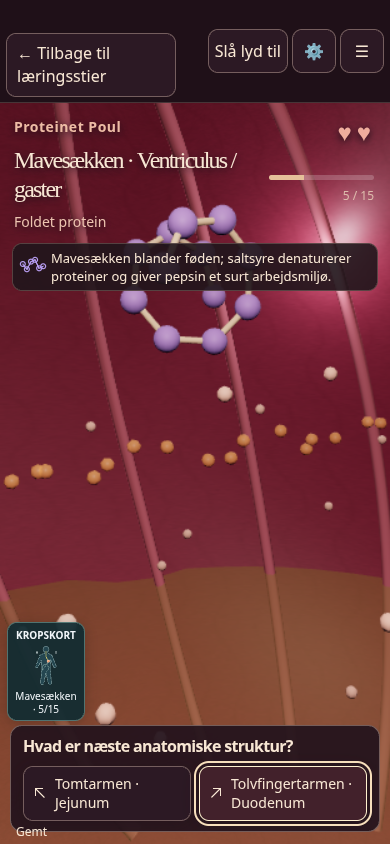 ← Tilbage til
læringsstier
Slå lyd til
Proteinet Poul
Mavesækken · Ventriculus /
gaster
5 / 15
Foldet protein
Mavesækken blander føden; saltsyre denaturerer
proteiner og giver pepsin et surt arbejdsmiljø.
KROPSKORT
Mavesækken
· 5/15
Hvad er næste anatomiske struktur?
Tomtarmen ·
Jejunum
Tolvfingertarmen ·
Duodenum
Gemt